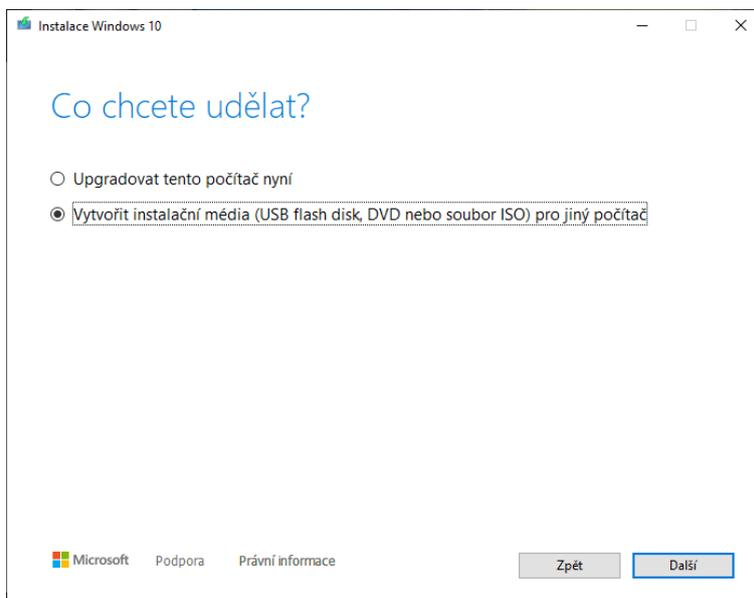 Instalace Windows 10
Co chcete udělat?
Upgradovat tento počítač nyní
Vytvořit instalační média (USB flash disk, DVD nebo soubor ISO) pro jiný počítač
Microsoft Podpora Právní informace Zpět Další